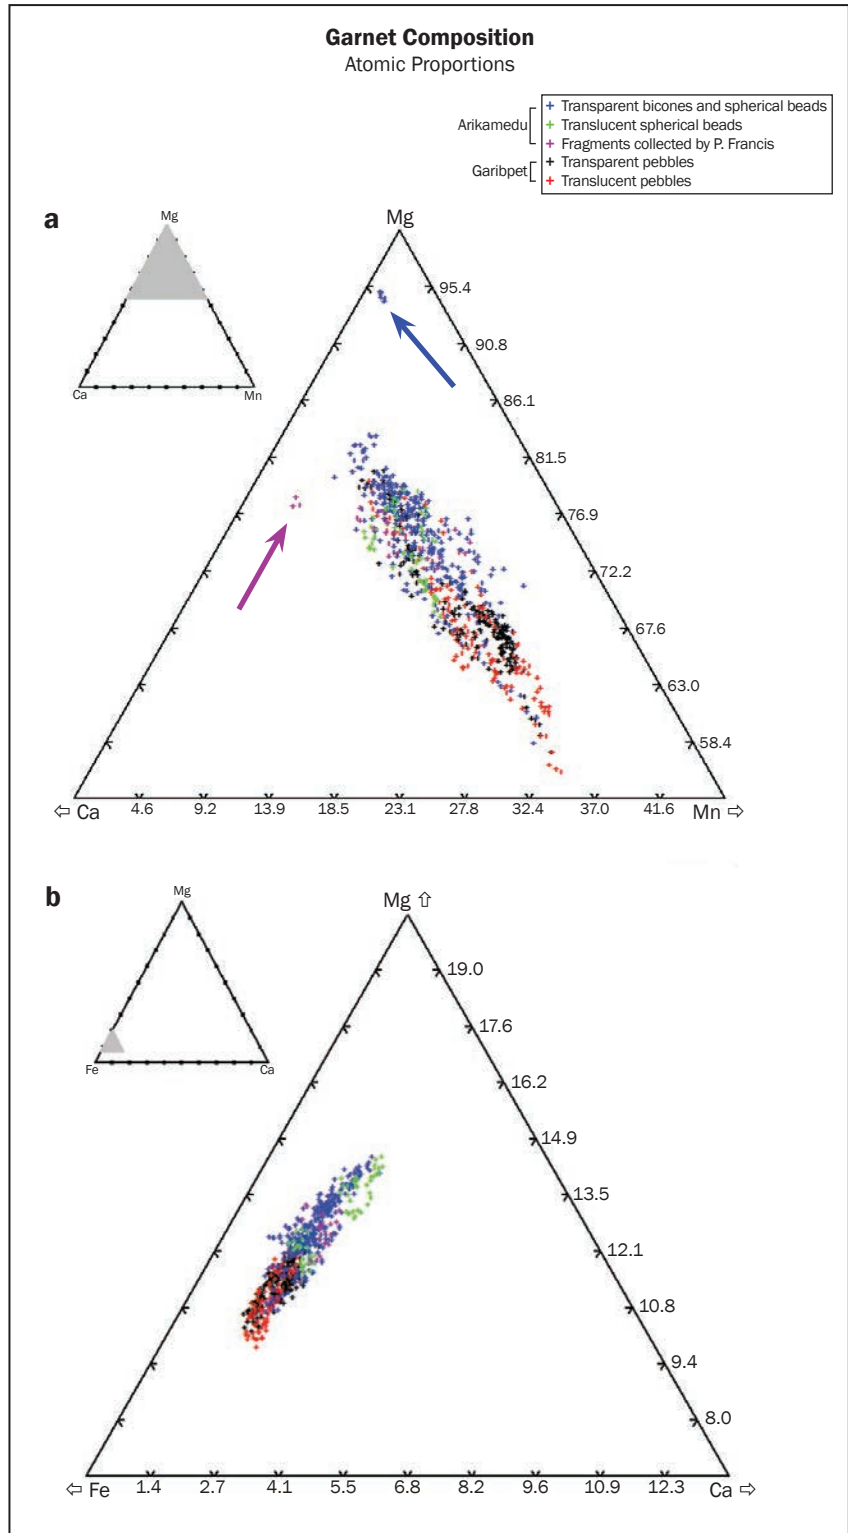 Garnet Composition
Atomic Proportions
Arikamedu
Transparent bicones and spherical beads
Translucent spherical beads
Fragments collected by P. Francis
Garibpet
Transparent pebbles
Translucent pebbles
a
Mg
Ca
Mn
Mg
95.4
90.8
86.1
81.5
76.9
72.2
67.6
63.0
58.4
⇦ Ca 4.6 9.2 13.9 18.5 23.1 27.8 32.4 37.0 41.6 Mn ⇨
b
Mg
Fe
Ca
Mg ⇧
19.0
17.6
16.2
14.9
13.5
12.1
10.8
9.4
8.0
⇦ Fe 1.4 2.7 4.1 5.5 6.8 8.2 9.6 10.9 12.3 Ca ⇨